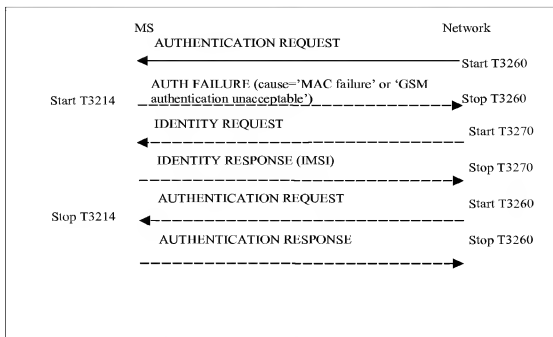 MS Network
AUTHENTICATION REQUEST
Start T3260
AUTH FAILURE (cause='MAC failure' or ‘GSM
authentication unacceptable’)
Start T3214
Stop T3260
IDENTITY REQUEST
Start T3270
IDENTITY RESPONSE (IMSI)
Stop T3270
AUTHENTICATION REQUEST
Start T3260
Stop T3214
AUTHENTICATION RESPONSE
Stop T3260